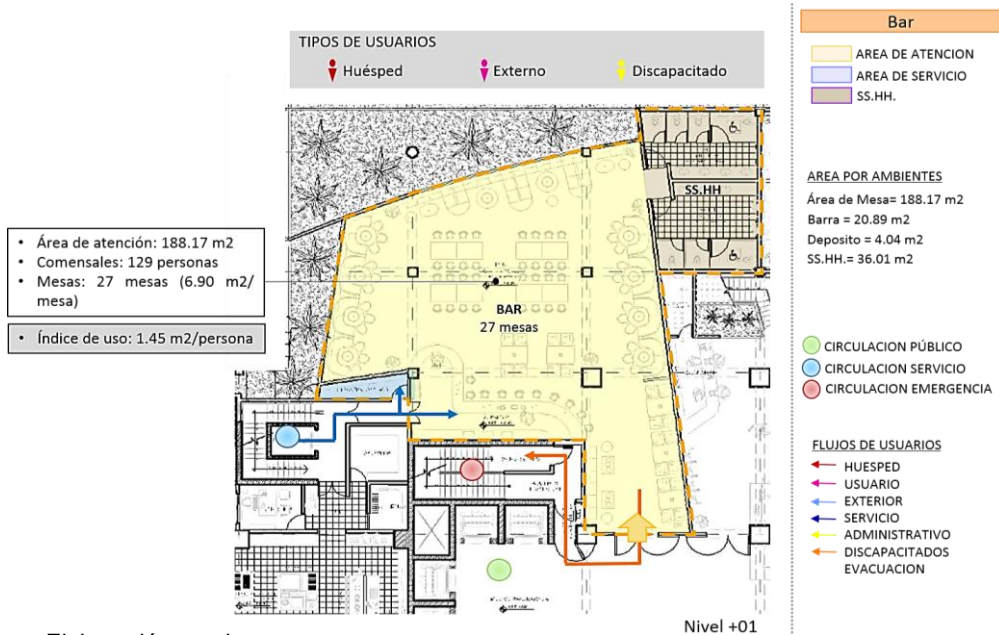 TIPOS DE USUARIOS
Huésped
Externo
Discapacitado
Bar
AREA DE ATENCION
AREA DE SERVICIO
SS.HH.
AREA POR AMBIENTES
Área de Mesa= 188.17 m2
Barra = 20.89 m2
Deposito = 4.04 m2
SS.HH.= 36.01 m2
• Área de atención: 188.17 m2
• Comensales: 129 personas
• Mesas: 27 mesas (6.90 m2/
mesa)
• Índice de uso: 1.45 m2/persona
SS.HH
BAR
27 mesas
CIRCULACION PÚBLICO
CIRCULACION SERVICIO
CIRCULACION EMERGENCIA
FLUJOS DE USUARIOS
HUESPED
USUARIO
EXTERIOR
SERVICIO
ADMINISTRATIVO
DISCAPACITADOS
EVACUACION
Nivel +01